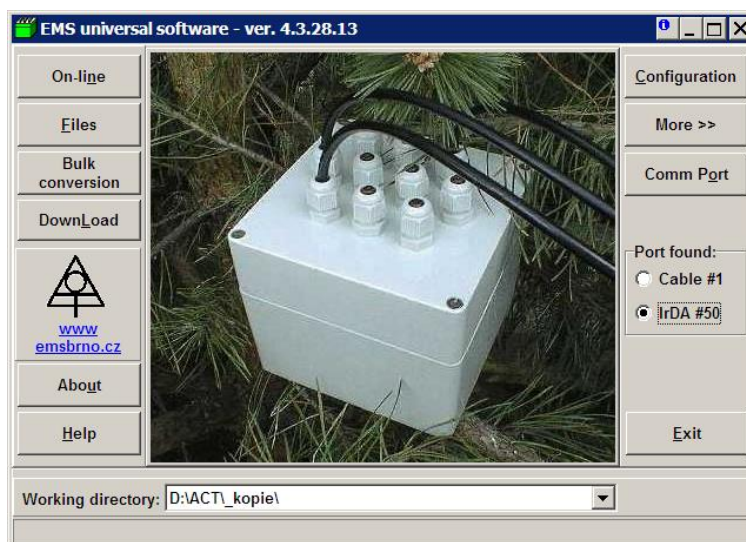 EMS universal software - ver. 4.3.28.13
On-line
Files
Bulk
conversion
DownLoad
www
emsbrno.cz
About
Help
Configuration
More >>
Comm Port
Port found:
Cable #1
IrDA #50
Exit
Working directory: D:\ACT\_kopie\